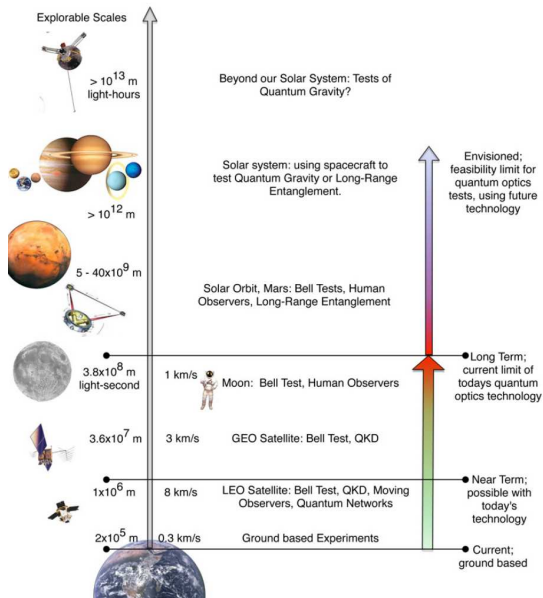 Explorable Scales
> 10^13 m
light-hours
Beyond our Solar System: Tests of
Quantum Gravity?
Solar system: using spacecraft to
test Quantum Gravity or Long-Range
Entanglement.
Envisioned;
feasibility limit for
quantum optics
tests, using future
technology
> 10^12 m
5 - 40x10^9 m
Solar Orbit, Mars: Bell Tests, Human
Observers, Long-Range Entanglement
Long Term;
current limit of
todays quantum
optics technology
3.8x10^8 m
light-second
1 km/s
Moon: Bell Test, Human Observers
3.6x10^7 m
3 km/s
GEO Satellite: Bell Test, QKD
Near Term;
possible with
today's
technology
1x10^6 m
8 km/s
LEO Satellite: Bell Test, QKD, Moving
Observers, Quantum Networks
2x10^5 m
0.3 km/s
Ground based Experiments
Current;
ground based